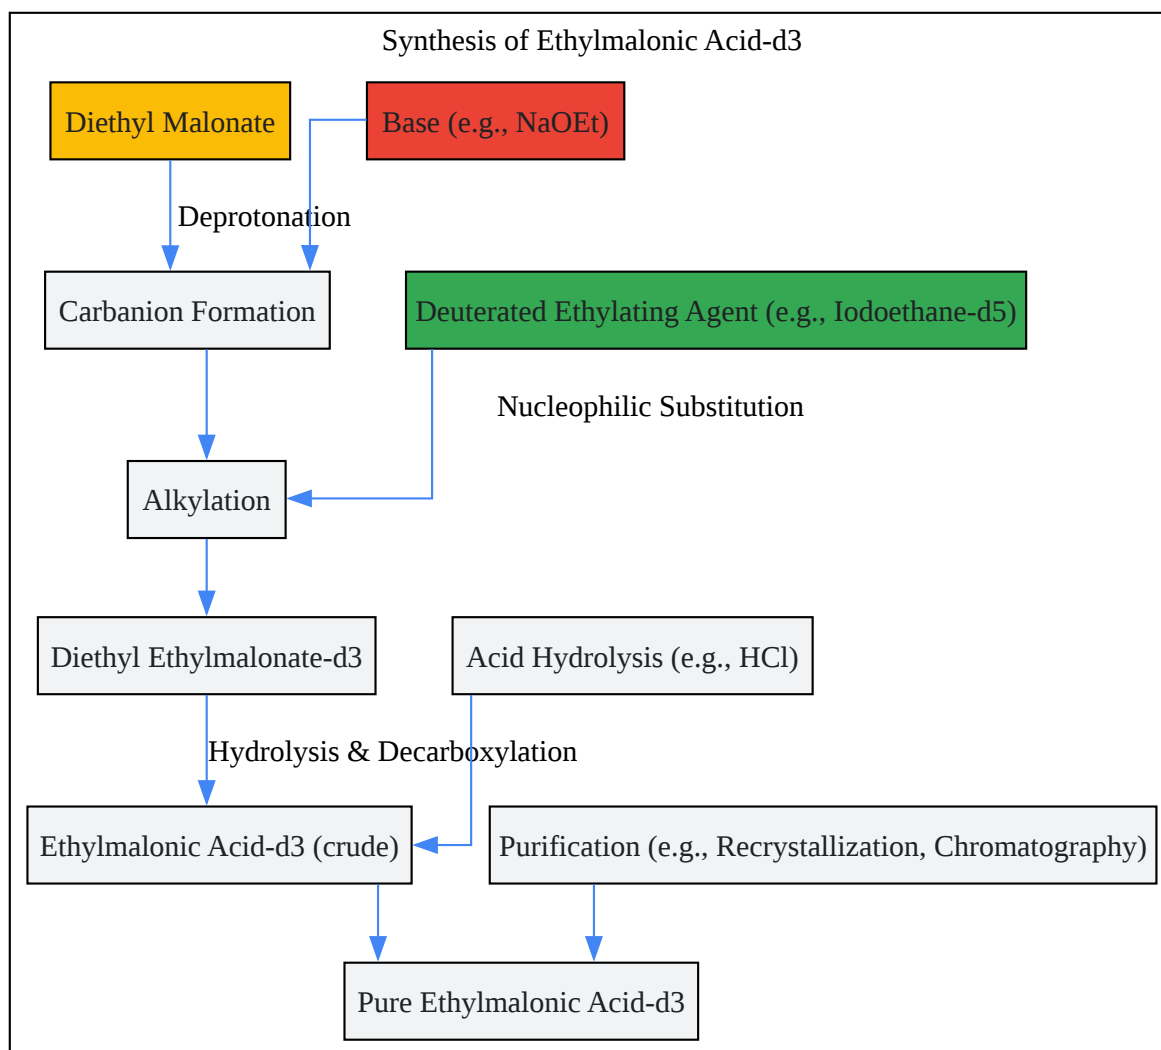 Synthesis of Ethylmalonic Acid-d3
Diethyl Malonate
Base (e.g., NaOEt)
Deprotonation
Carbanion Formation
Deuterated Ethylating Agent (e.g., Iodoethane-d5)
Nucleophilic Substitution
Alkylation
Diethyl Ethylmalonate-d3
Acid Hydrolysis (e.g., HCl)
Hydrolysis & Decarboxylation
Ethylmalonic Acid-d3 (crude)
Purification (e.g., Recrystallization, Chromatography)
Pure Ethylmalonic Acid-d3